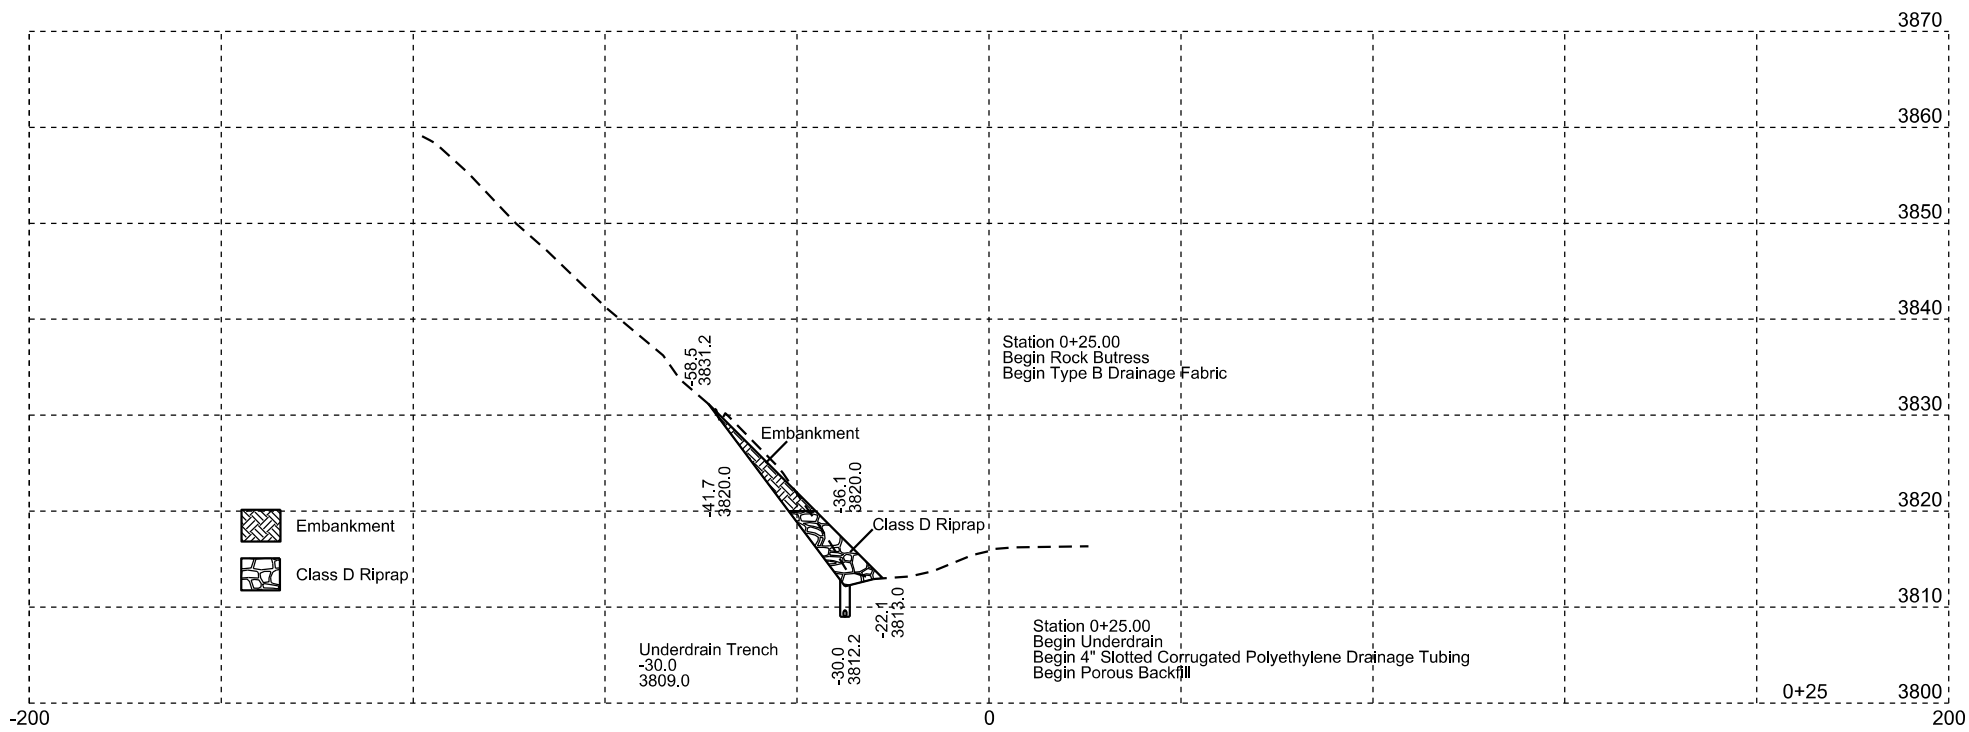 3870
3860
3850
3840
Station 0+25.00
Begin Rock Butress
Begin Type B Drainage Fabric
-58.5
3831.2
3830
Embankment
-41.7
3820.0
-36.1
3820.0
3820
Class D Riprap
Embankment
Class D Riprap
3810
-22.1
3813.0
-30.0
3812.2
Underdrain Trench
-30.0
3809.0
Station 0+25.00
Begin Underdrain
Begin 4" Slotted Corrugated Polyethylene Drainage Tubing
Begin Porous Backfill
0+25
3800
-200
0
200